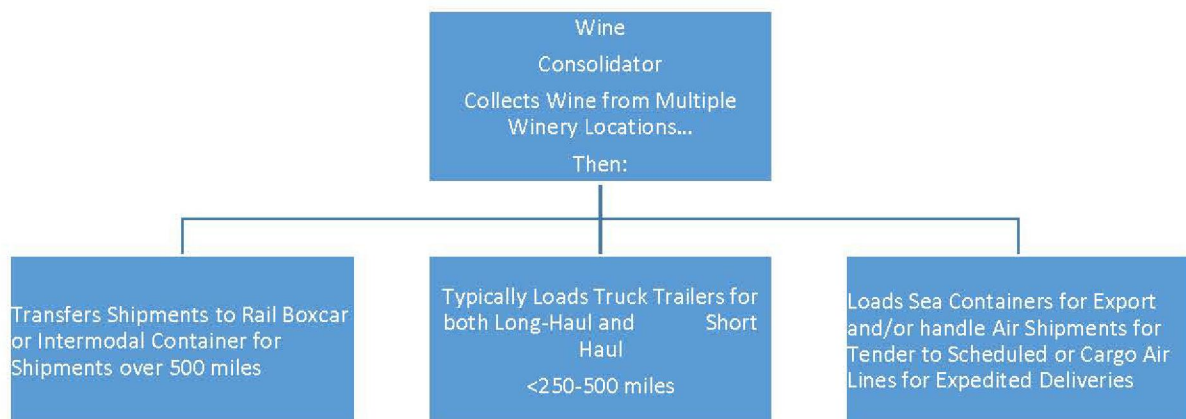 Wine
Consolidator
Collects Wine from Multiple
Winery Locations...
Then:
Transfers Shipments to Rail Boxcar
or Intermodal Container for
Shipments over 500 miles
Typically Loads Truck Trailers for
both Long-Haul and Short
Haul
<250-500 miles
Loads Sea Containers for Export
and/or handle Air Shipments for
Tender to Scheduled or Cargo Air
Lines for Expedited Deliveries